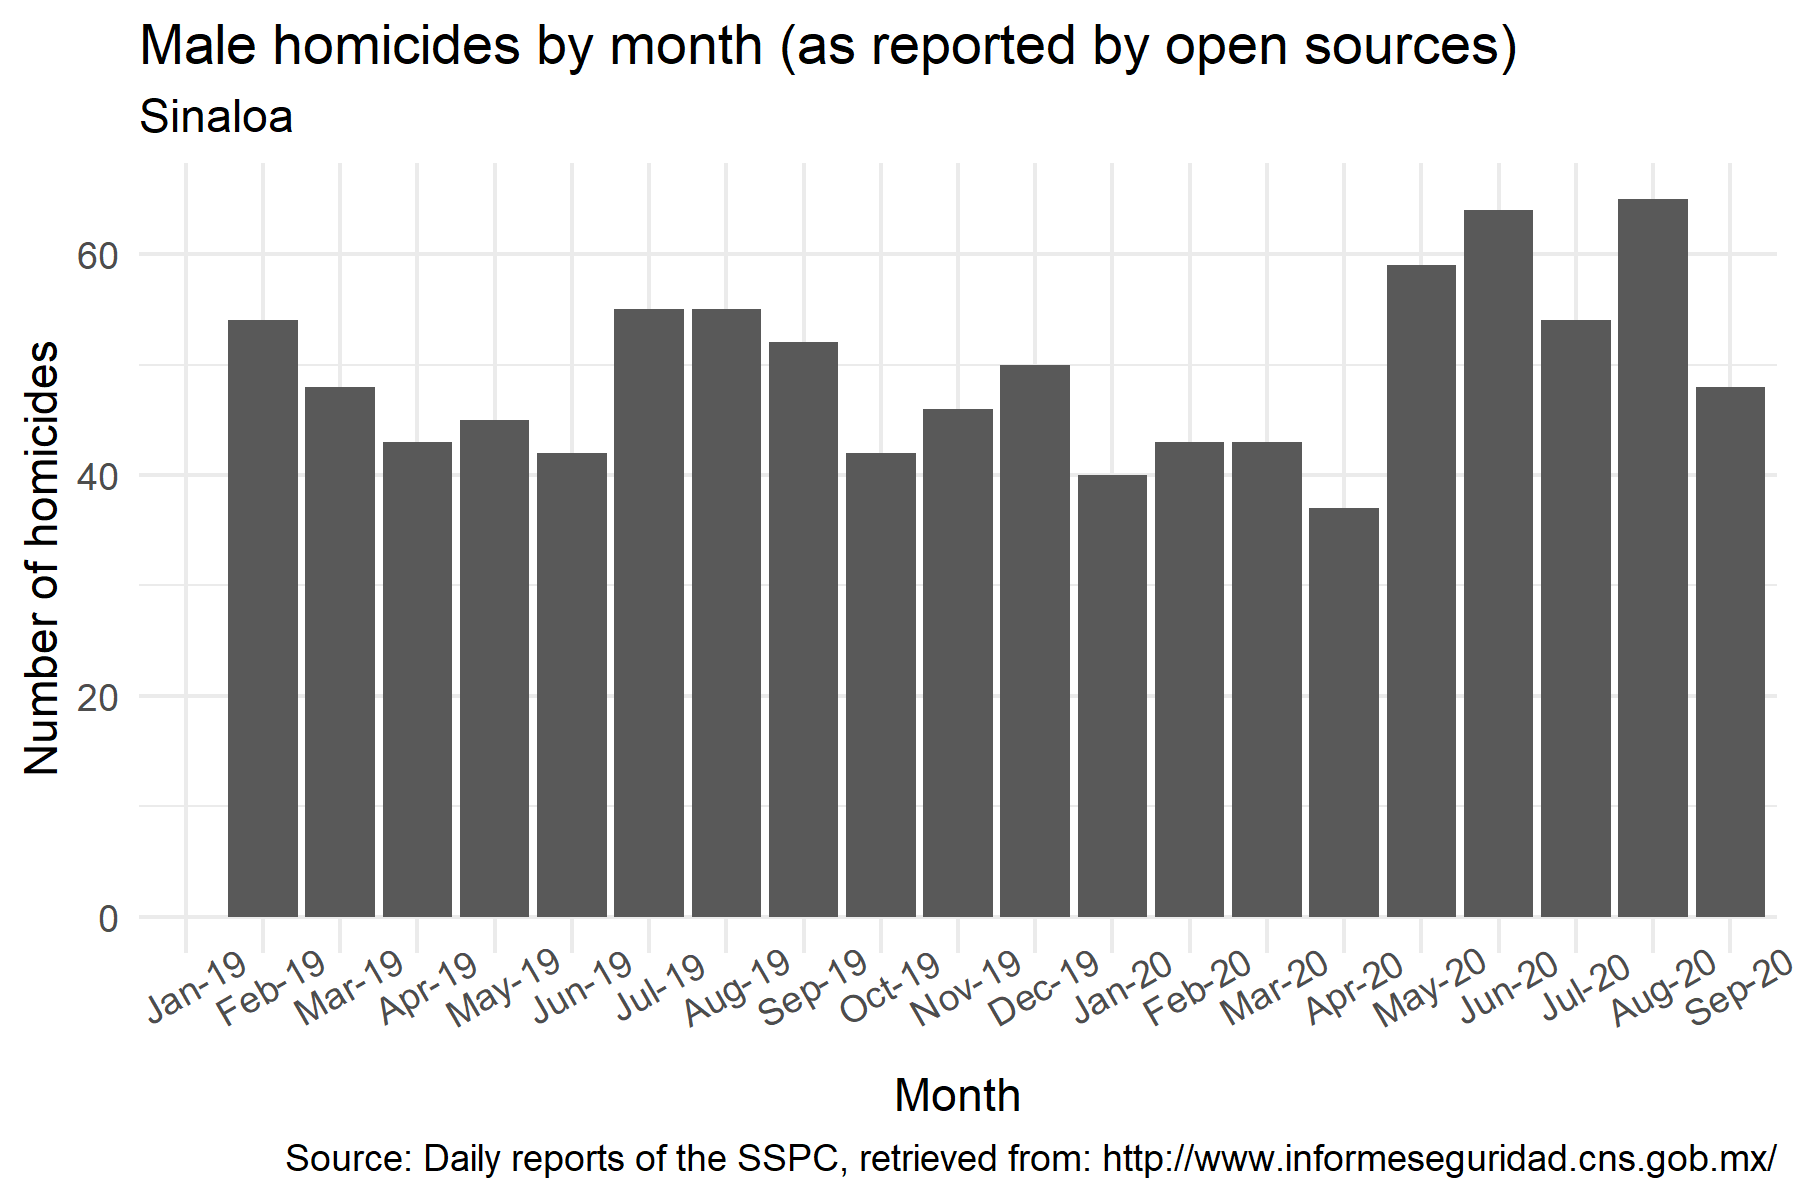 Male homicides by month (as reported by open sources)
Sinaloa
Number of homicides
60
40
20
0
Jan-19
Feb-19
Mar-19
Apr-19
May-19
Jun-19
Jul-19
Aug-19
Sep-19
Oct-19
Nov-19
Dec-19
Jan-20
Feb-20
Mar-20
Apr-20
May-20
Jun-20
Jul-20
Aug-20
Sep-20
Month
Source: Daily reports of the SSPC, retrieved from: http://www.informeseguridad.cns.gob.mx/